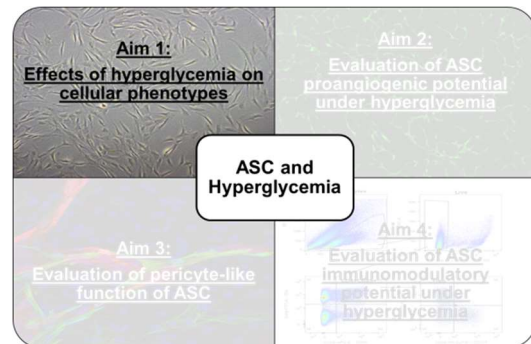 Aim 1:
Effects of hyperglycemia on
cellular phenotypes
Aim 2:
Evaluation of ASC
proangiogenic potential
under hyperglycemia
ASC and
Hyperglycemia
Aim 3:
Evaluation of pericyte-like
function of ASC
Aim 4:
Evaluation of ASC
immunomodulatory
potential under
hyperglycemia